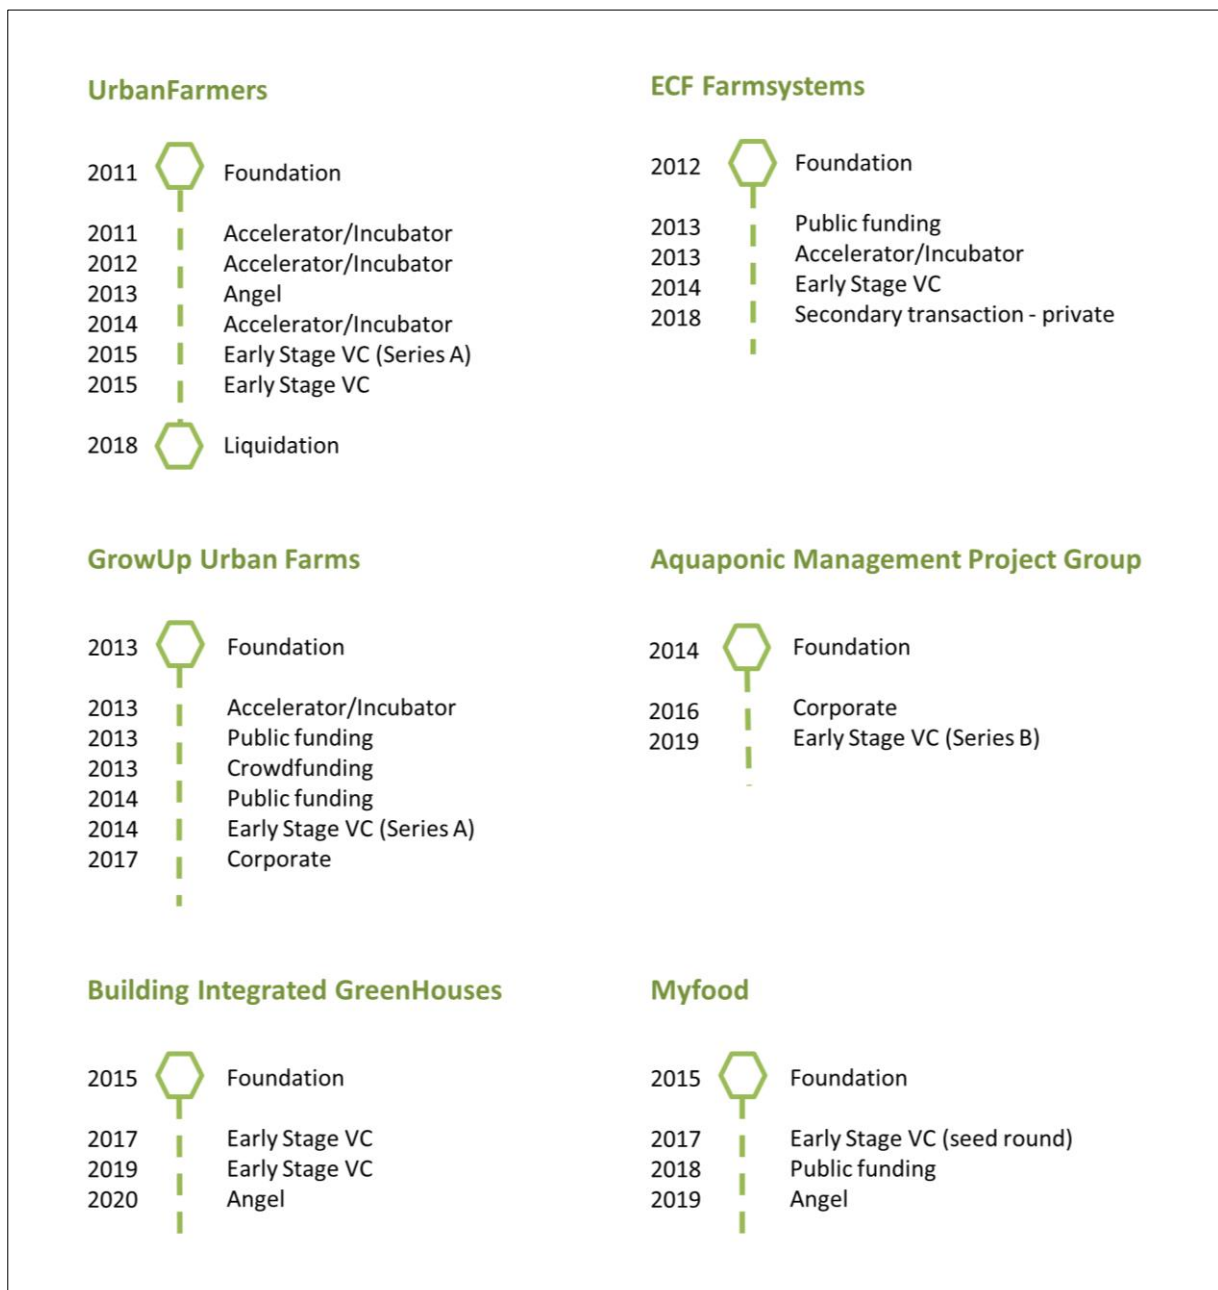 UrbanFarmers
2011 Foundation
2011 Accelerator/Incubator
2012 Accelerator/Incubator
2013 Angel
2014 Accelerator/Incubator
2015 Early Stage VC (Series A)
2015 Early Stage VC
2018 Liquidation
ECF Farmsystems
2012 Foundation
2013 Public funding
2013 Accelerator/Incubator
2014 Early Stage VC
2018 Secondary transaction - private
GrowUp Urban Farms
2013 Foundation
2013 Accelerator/Incubator
2013 Public funding
2013 Crowdfunding
2014 Public funding
2014 Early Stage VC (Series A)
2017 Corporate
Aquaponic Management Project Group
2014 Foundation
2016 Corporate
2019 Early Stage VC (Series B)
Building Integrated GreenHouses
2015 Foundation
2017 Early Stage VC
2019 Early Stage VC
2020 Angel
Myfood
2015 Foundation
2017 Early Stage VC (seed round)
2018 Public funding
2019 Angel